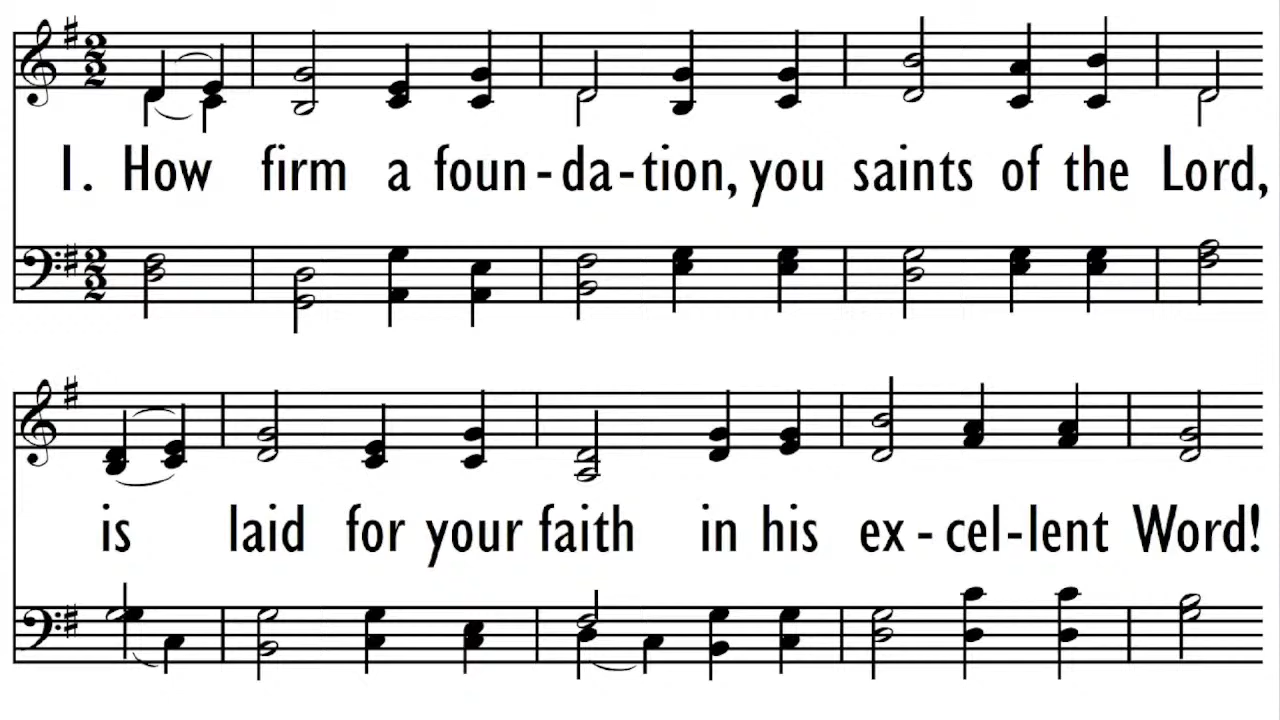 1. How firm a foun-da-tion, you saints of the Lord,
is laid for your faith in his ex-cel-lent Word!